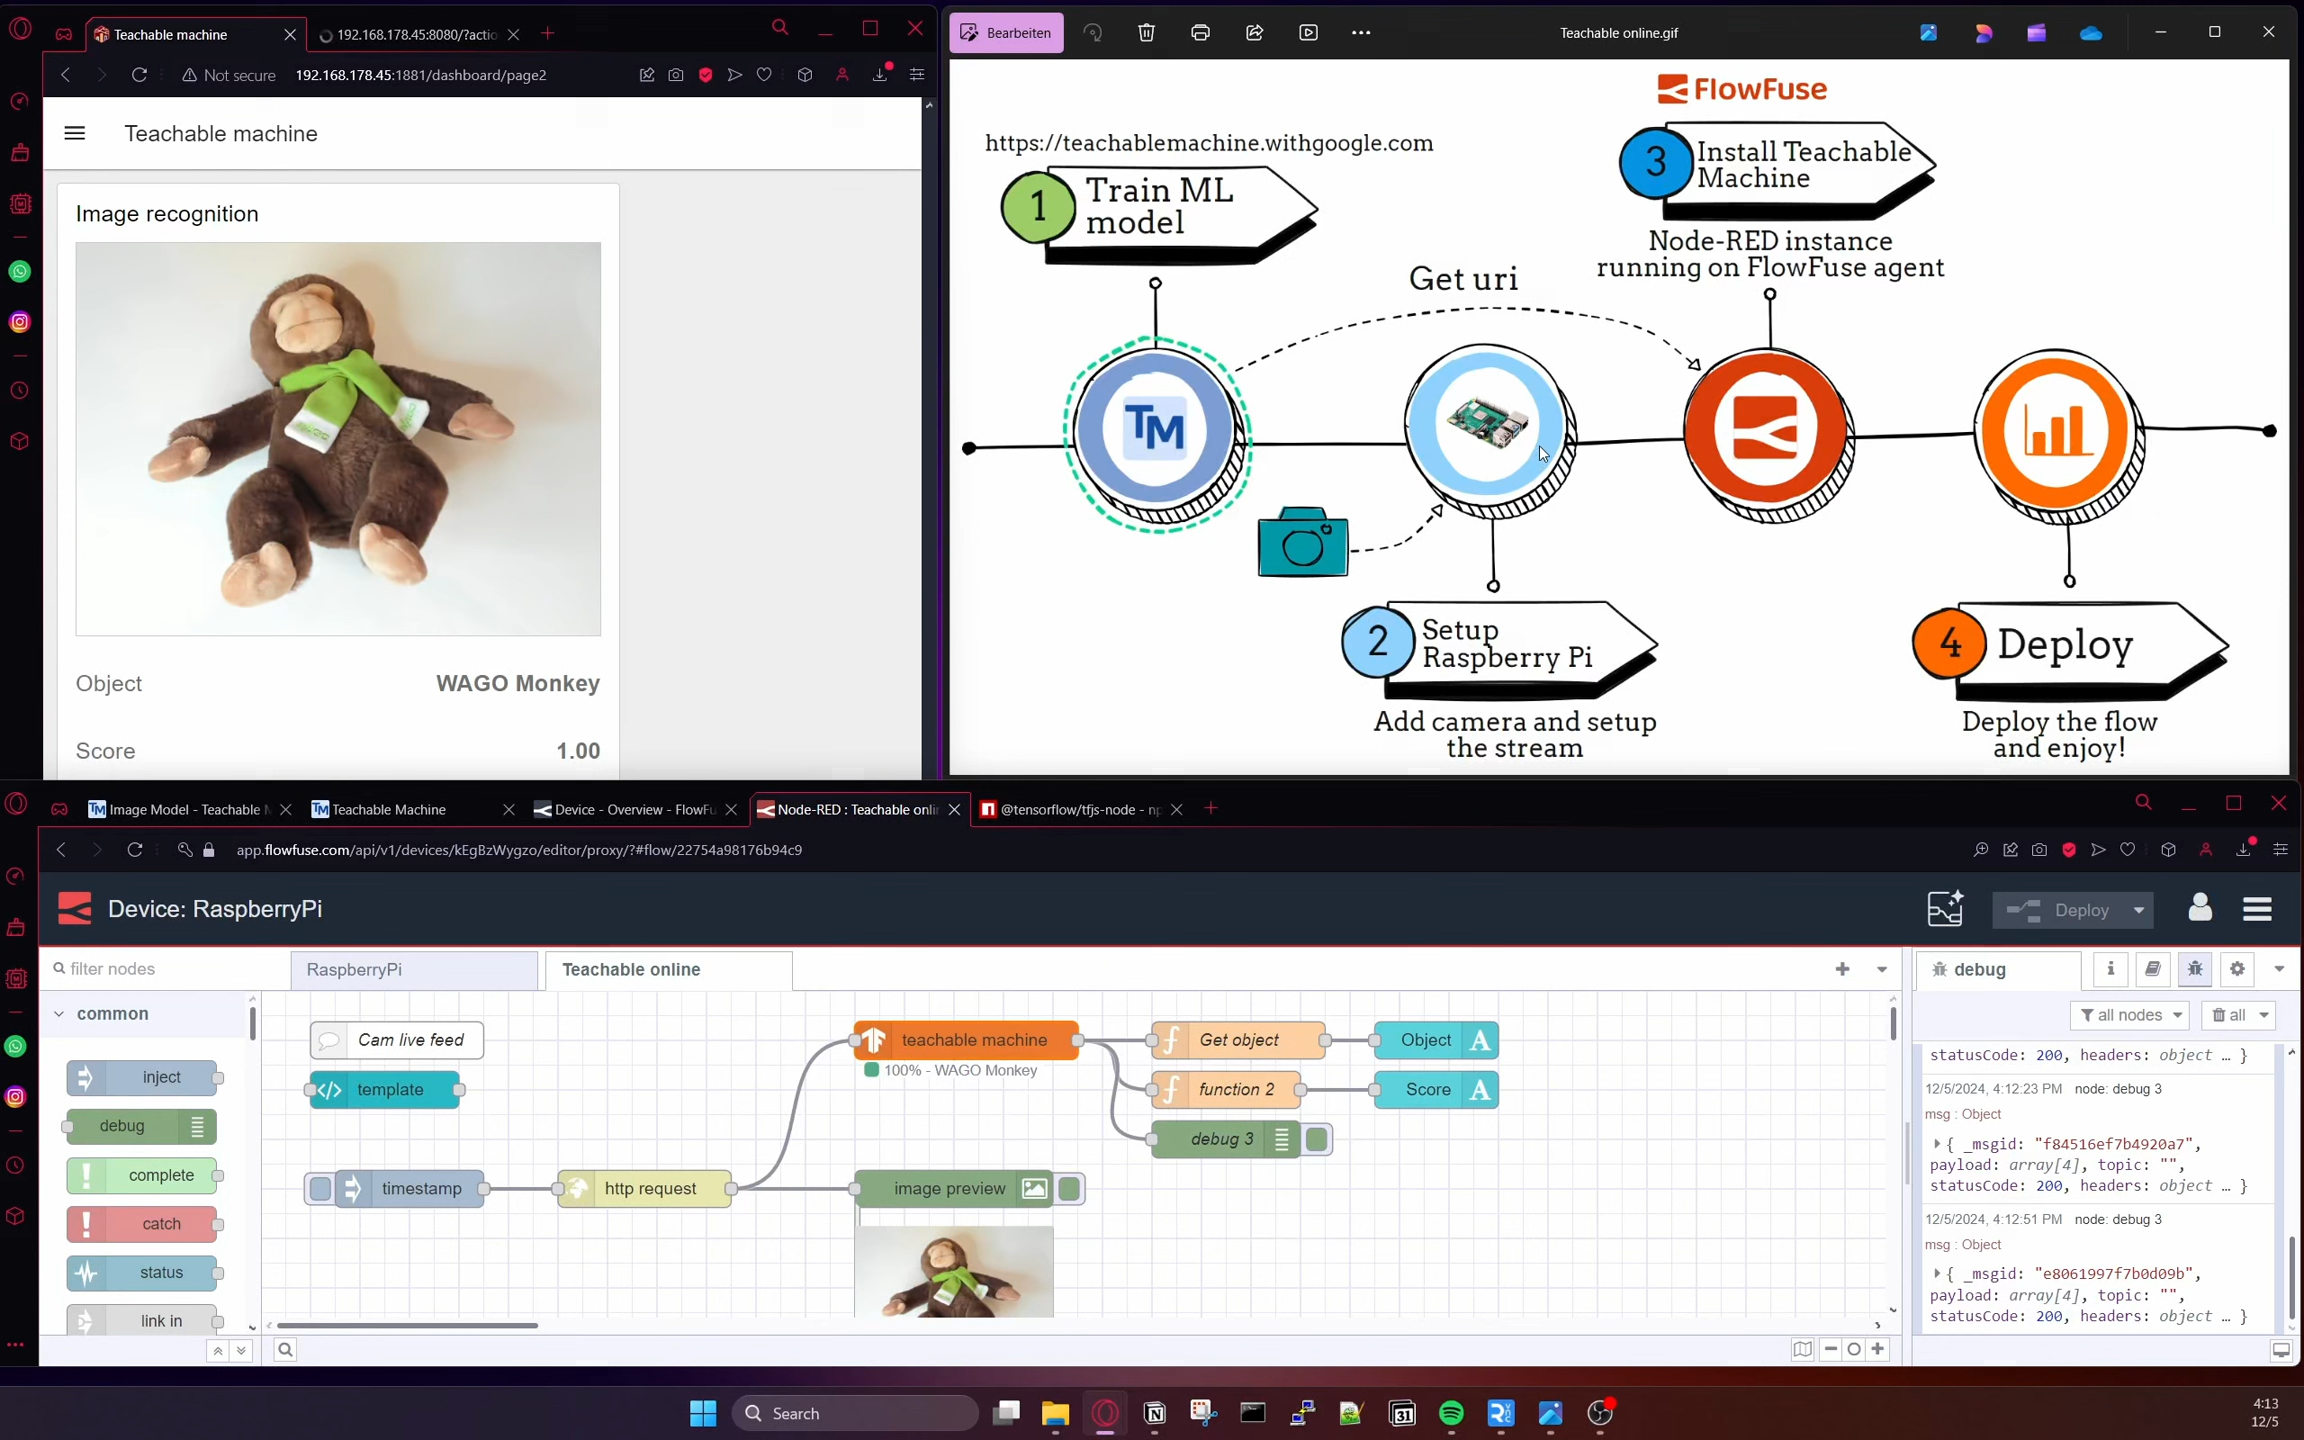 Teachable machine
192.168.178.45:8080/?actio
Not secure
192.168.178.45:1881/dashboard/page2
Teachable machine
Image recognition
Object
WAGO Monkey
Score
1.00
Bearbeiten
Teachable online.gif
FlowFuse
https://teachablemachine.withgoogle.com
1
Train ML
model
3
Install Teachable
Machine
Node-RED instance
running on FlowFuse agent
Get uri
TM
2
Setup
Raspberry Pi
Add camera and setup
the stream
4
Deploy
Deploy the flow
and enjoy!
TM
Image Model - Teachable
TM
Teachable Machine
Device - Overview - FlowFu
Node-RED : Teachable onli
@tensorflow/tfjs-node - np
app.flowfuse.com/api/v1/devices/kEgBzWygzo/editor/proxy/?#flow/22754a98176b94c9
Device: RaspberryPi
Deploy
filter nodes
RaspberryPi
Teachable online
debug
all nodes
all
common
inject
debug
complete
catch
status
link in
Cam live feed
template
timestamp
http request
teachable machine
100% - WAGO Monkey
image preview
Get object
function 2
debug 3
Object
A
Score
A
statusCode: 200, headers: object … }
12/5/2024, 4:12:23 PM node: debug 3
msg : Object
{ _msgid: "f84516ef7b4920a7",
payload: array[4], topic: "",
statusCode: 200, headers: object … }
12/5/2024, 4:12:51 PM node: debug 3
msg : Object
{ _msgid: "e8061997f7b0d09b",
payload: array[4], topic: "",
statusCode: 200, headers: object … }
Search
31
4:13
12/5